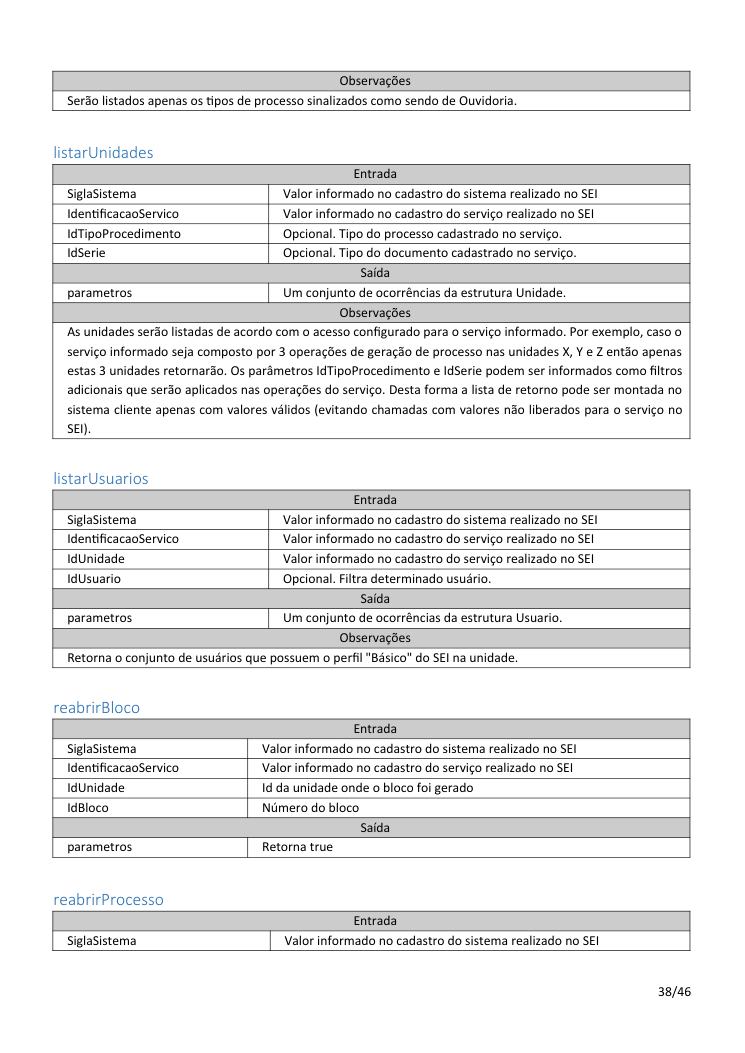 Observações
Serão listados apenas os tipos de processo sinalizados como sendo de Ouvidoria.
listarUnidades
Entrada
SiglaSistema Valor informado no cadastro do sistema realizado no SEI
IdentificacaoServico Valor informado no cadastro do serviço realizado no SEI
IdTipoProcedimento Opcional. Tipo do processo cadastrado no serviço.
IdSerie Opcional. Tipo do documento cadastrado no serviço.
Saída
parametros Um conjunto de ocorrências da estrutura Unidade.
Observações
As unidades serão listadas de acordo com o acesso configurado para o serviço informado. Por exemplo, caso o
serviço informado seja composto por 3 operações de geração de processo nas unidades X, Y e Z então apenas
estas 3 unidades retornarão. Os parâmetros IdTipoProcedimento e IdSerie podem ser informados como filtros
adicionais que serão aplicados nas operações do serviço. Desta forma a lista de retorno pode ser montada no
sistema cliente apenas com valores válidos (evitando chamadas com valores não liberados para o serviço no
SEI).
listarUsuarios
Entrada
SiglaSistema Valor informado no cadastro do sistema realizado no SEI
IdentificacaoServico Valor informado no cadastro do serviço realizado no SEI
IdUnidade Valor informado no cadastro do serviço realizado no SEI
IdUsuario Opcional. Filtra determinado usuário.
Saída
parametros Um conjunto de ocorrências da estrutura Usuario.
Observações
Retorna o conjunto de usuários que possuem o perfil "Básico" do SEI na unidade.
reabrirBloco
Entrada
SiglaSistema Valor informado no cadastro do sistema realizado no SEI
IdentificacaoServico Valor informado no cadastro do serviço realizado no SEI
IdUnidade Id da unidade onde o bloco foi gerado
IdBloco Número do bloco
Saída
parametros Retorna true
reabrirProcesso
Entrada
SiglaSistema Valor informado no cadastro do sistema realizado no SEI
38/46